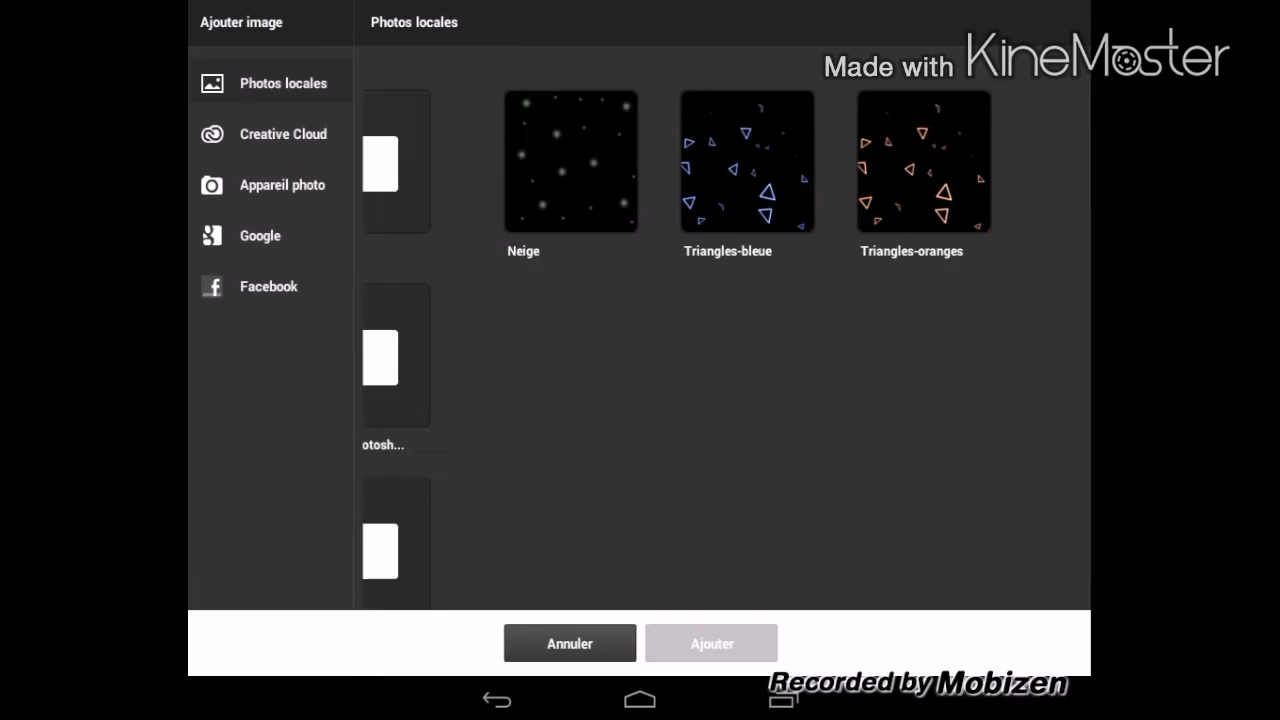 Ajouter image
Photos locales
Made with KineMaster
Photos locales
Creative Cloud
Appareil photo
Google
Facebook
Neige
Triangles-bleue
Triangles-oranges
otosh...
Annuler
Ajouter
Recorded by Mobizen